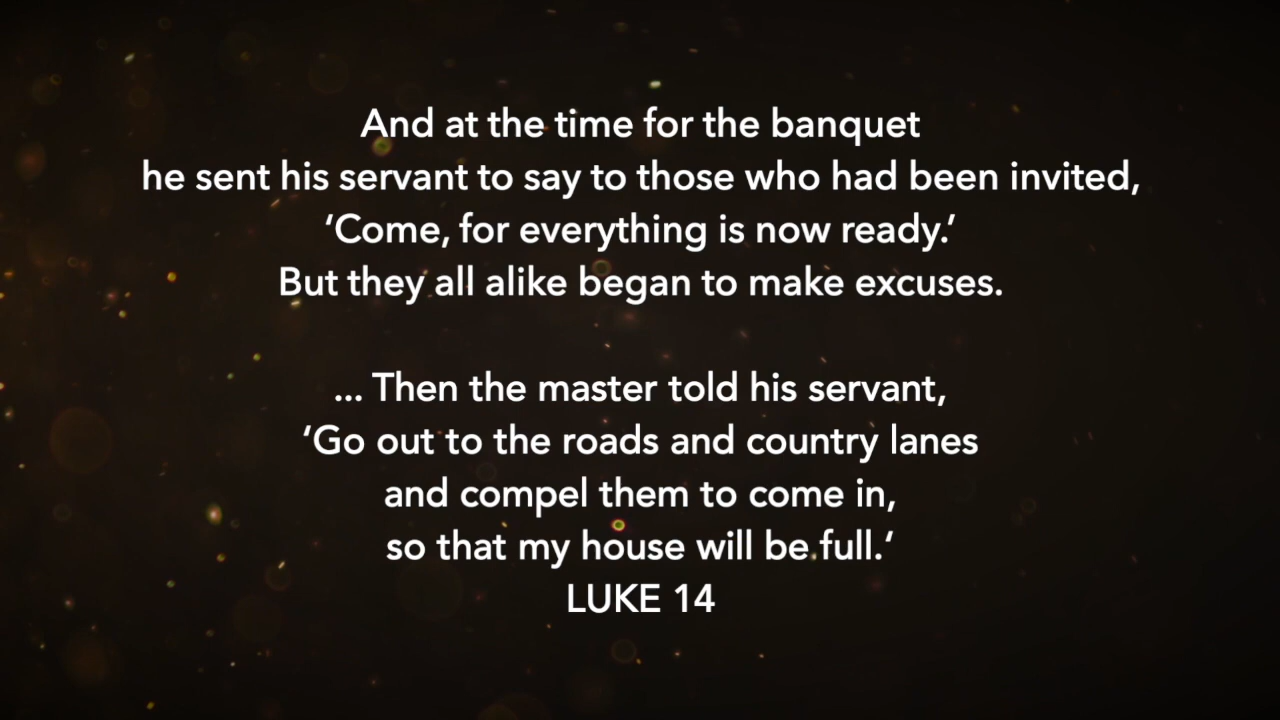 And at the time for the banquet
he sent his servant to say to those who had been invited,
‘Come, for everything is now ready.’
But they all alike began to make excuses.
... Then the master told his servant,
‘Go out to the roads and country lanes
and compel them to come in,
so that my house will be full.‘
LUKE 14